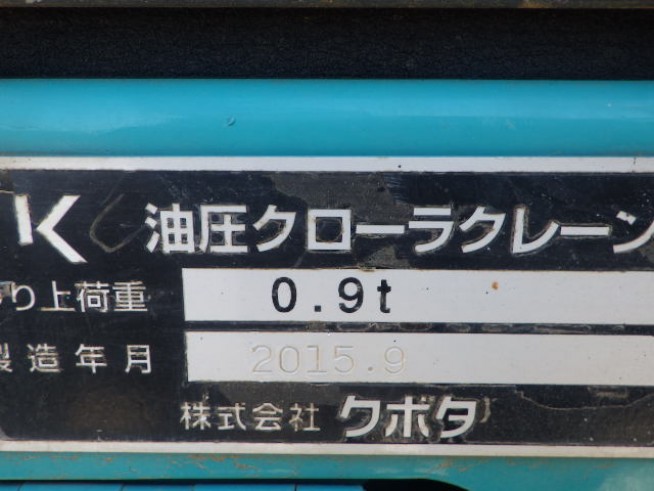 K 油圧クローラクレーン
り上荷重 0.9t
製造年月 2015.9
株式会社 クボタ